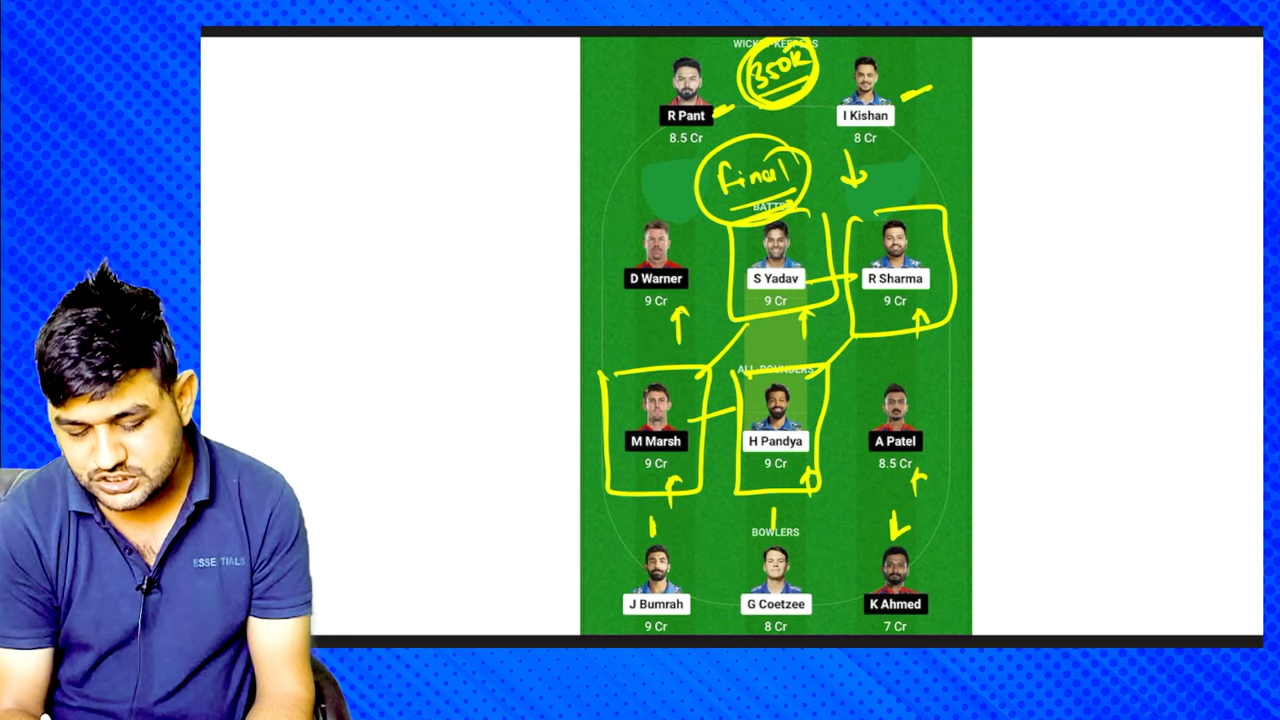 WICKET-KEEPERS
350K
R Pant
I Kishan
8.5 Cr
8 Cr
Final
BATTERS
D Warner
S Yadav
R Sharma
9 Cr
9 Cr
9 Cr
ALL-ROUNDERS
M Marsh
H Pandya
A Patel
9 Cr
9 Cr
8.5 Cr
ESSENTIALS
BOWLERS
J Bumrah
G Coetzee
K Ahmed
9 Cr
8 Cr
7 Cr